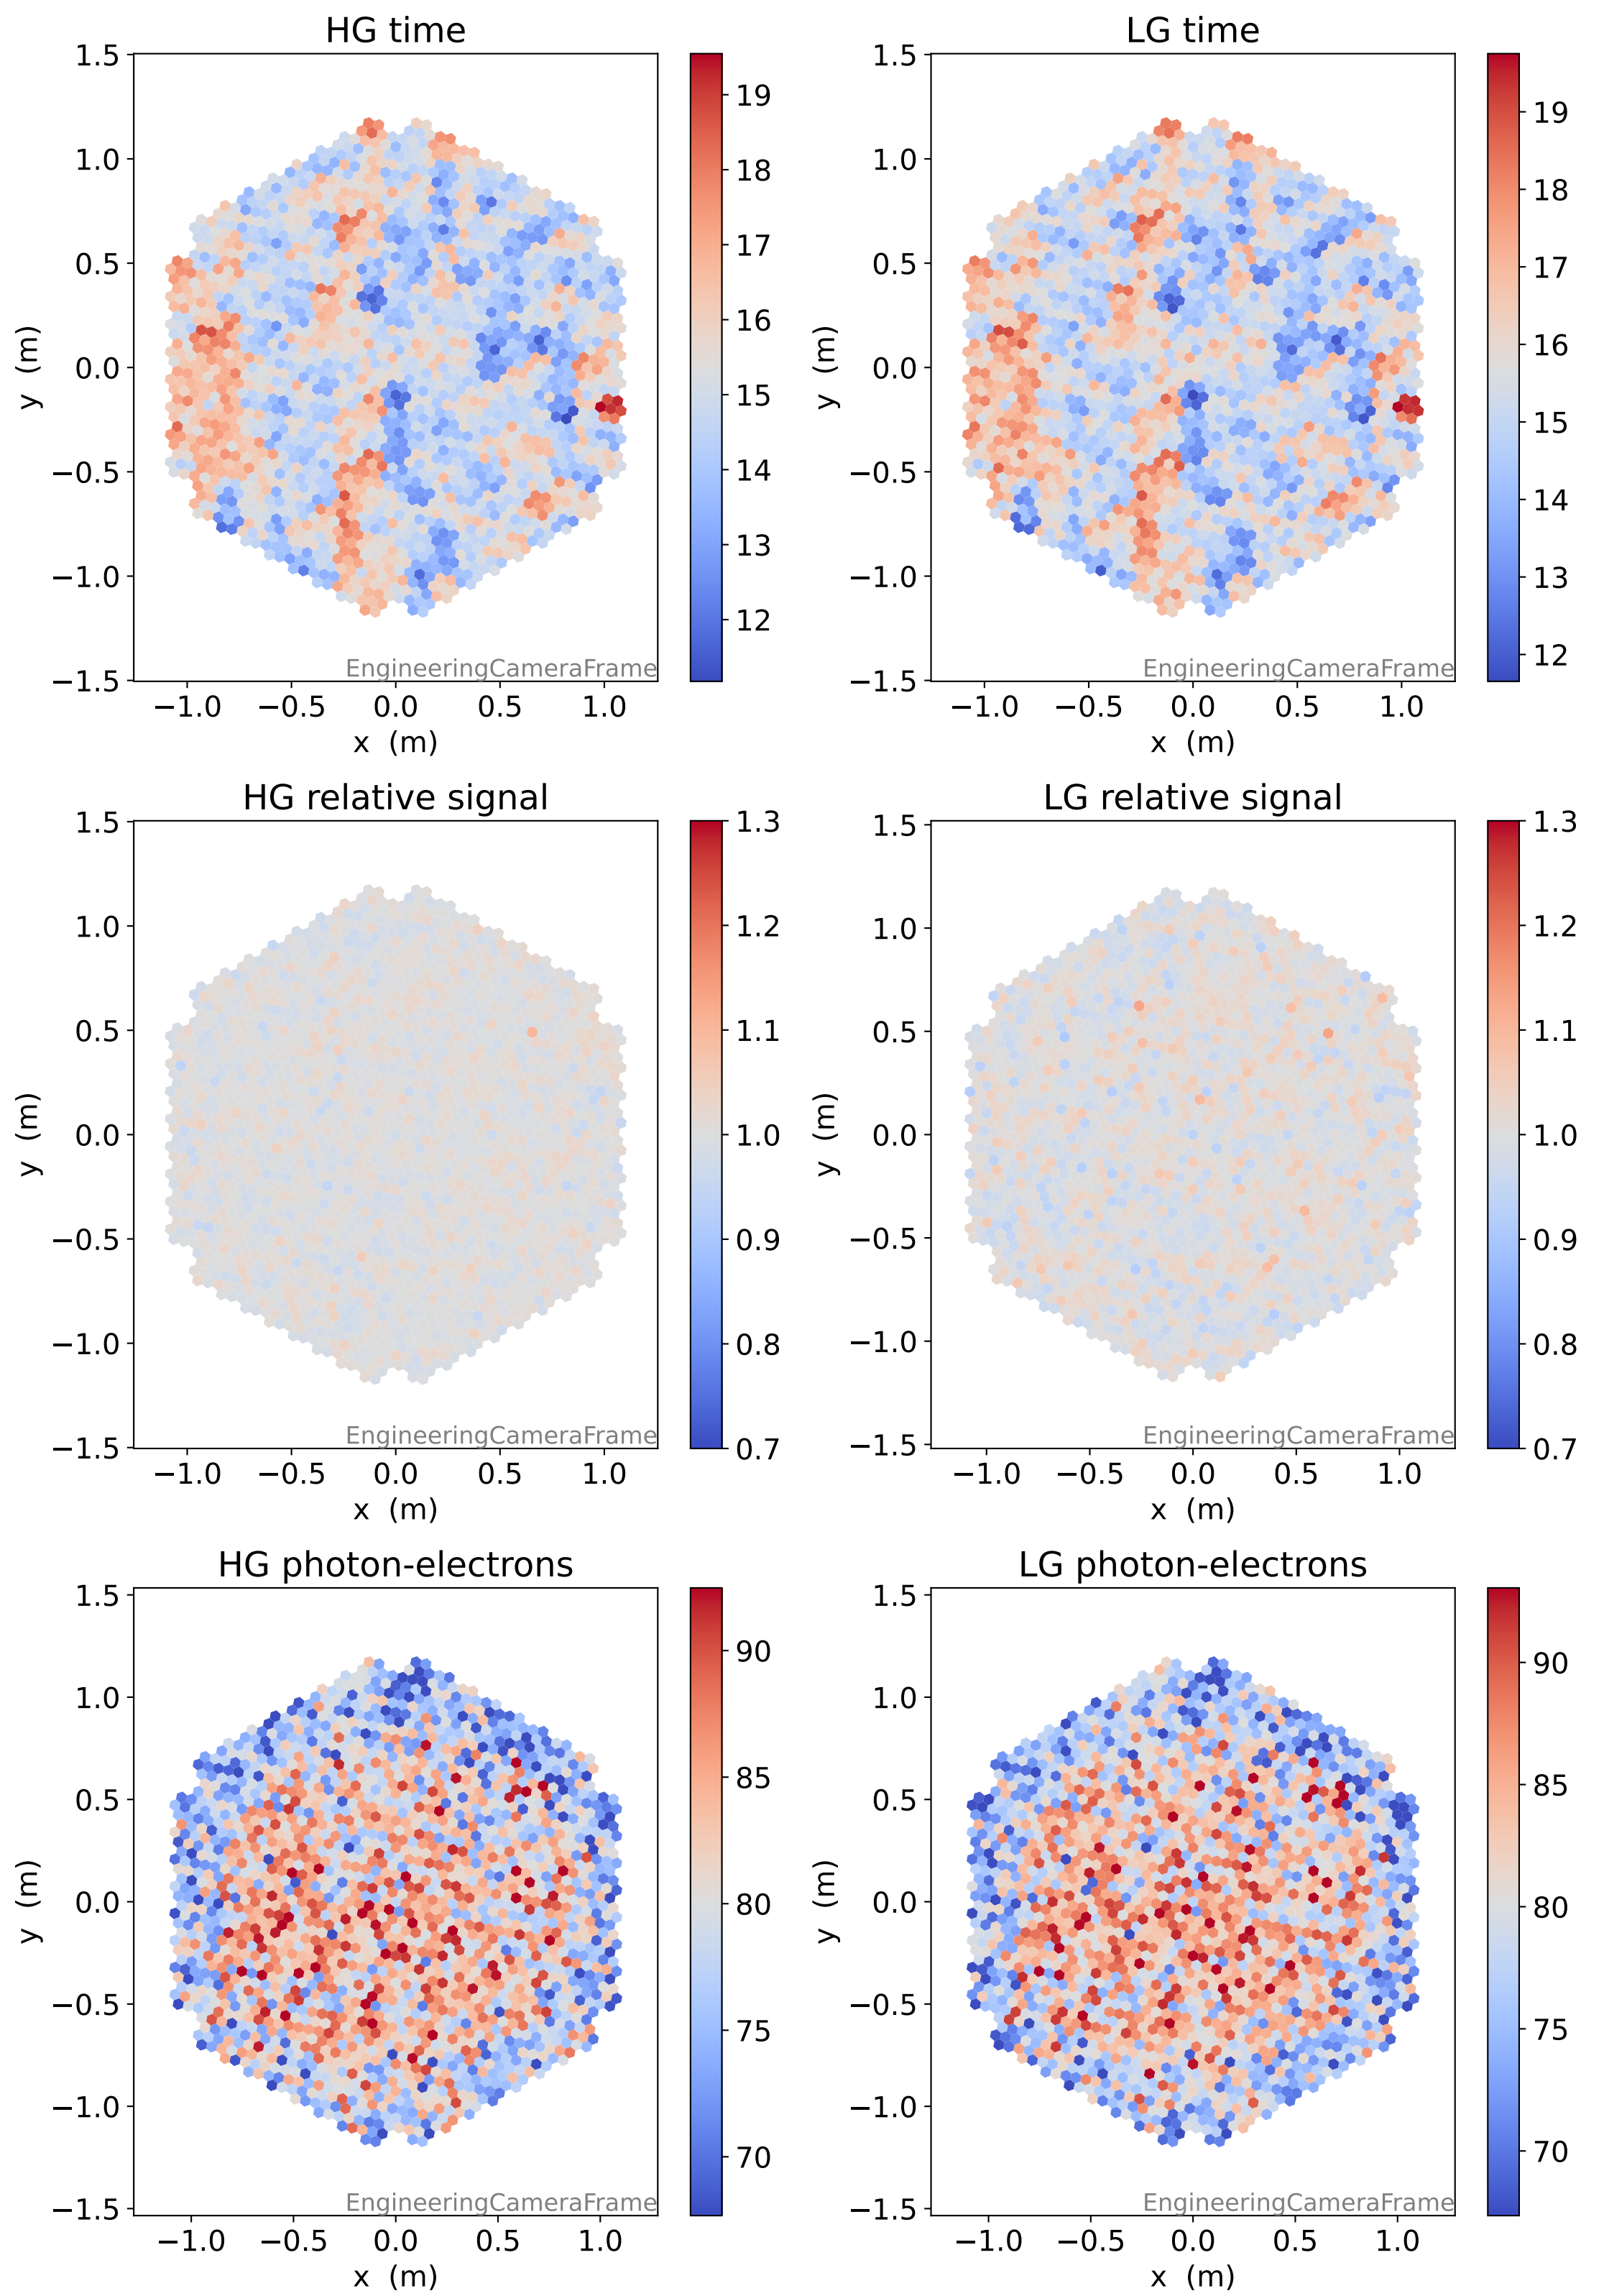 HG time
1.5
1.0
0.5
0.0
−0.5
−1.0
−1.5
−1.0 −0.5 0.0 0.5 1.0
x (m)
y (m)
EngineeringCameraFrame
19
18
17
16
15
14
13
12
LG time
1.5
1.0
0.5
0.0
−0.5
−1.0
−1.5
−1.0 −0.5 0.0 0.5 1.0
x (m)
y (m)
EngineeringCameraFrame
19
18
17
16
15
14
13
12
HG relative signal
1.5
1.0
0.5
0.0
−0.5
−1.0
−1.5
−1.0 −0.5 0.0 0.5 1.0
x (m)
y (m)
EngineeringCameraFrame
1.3
1.2
1.1
1.0
0.9
0.8
0.7
LG relative signal
1.5
1.0
0.5
0.0
−0.5
−1.0
−1.5
−1.0 −0.5 0.0 0.5 1.0
x (m)
y (m)
EngineeringCameraFrame
1.3
1.2
1.1
1.0
0.9
0.8
0.7
HG photon-electrons
1.5
1.0
0.5
0.0
−0.5
−1.0
−1.5
−1.0 −0.5 0.0 0.5 1.0
x (m)
y (m)
EngineeringCameraFrame
90
85
80
75
70
LG photon-electrons
1.5
1.0
0.5
0.0
−0.5
−1.0
−1.5
−1.0 −0.5 0.0 0.5 1.0
x (m)
y (m)
EngineeringCameraFrame
90
85
80
75
70